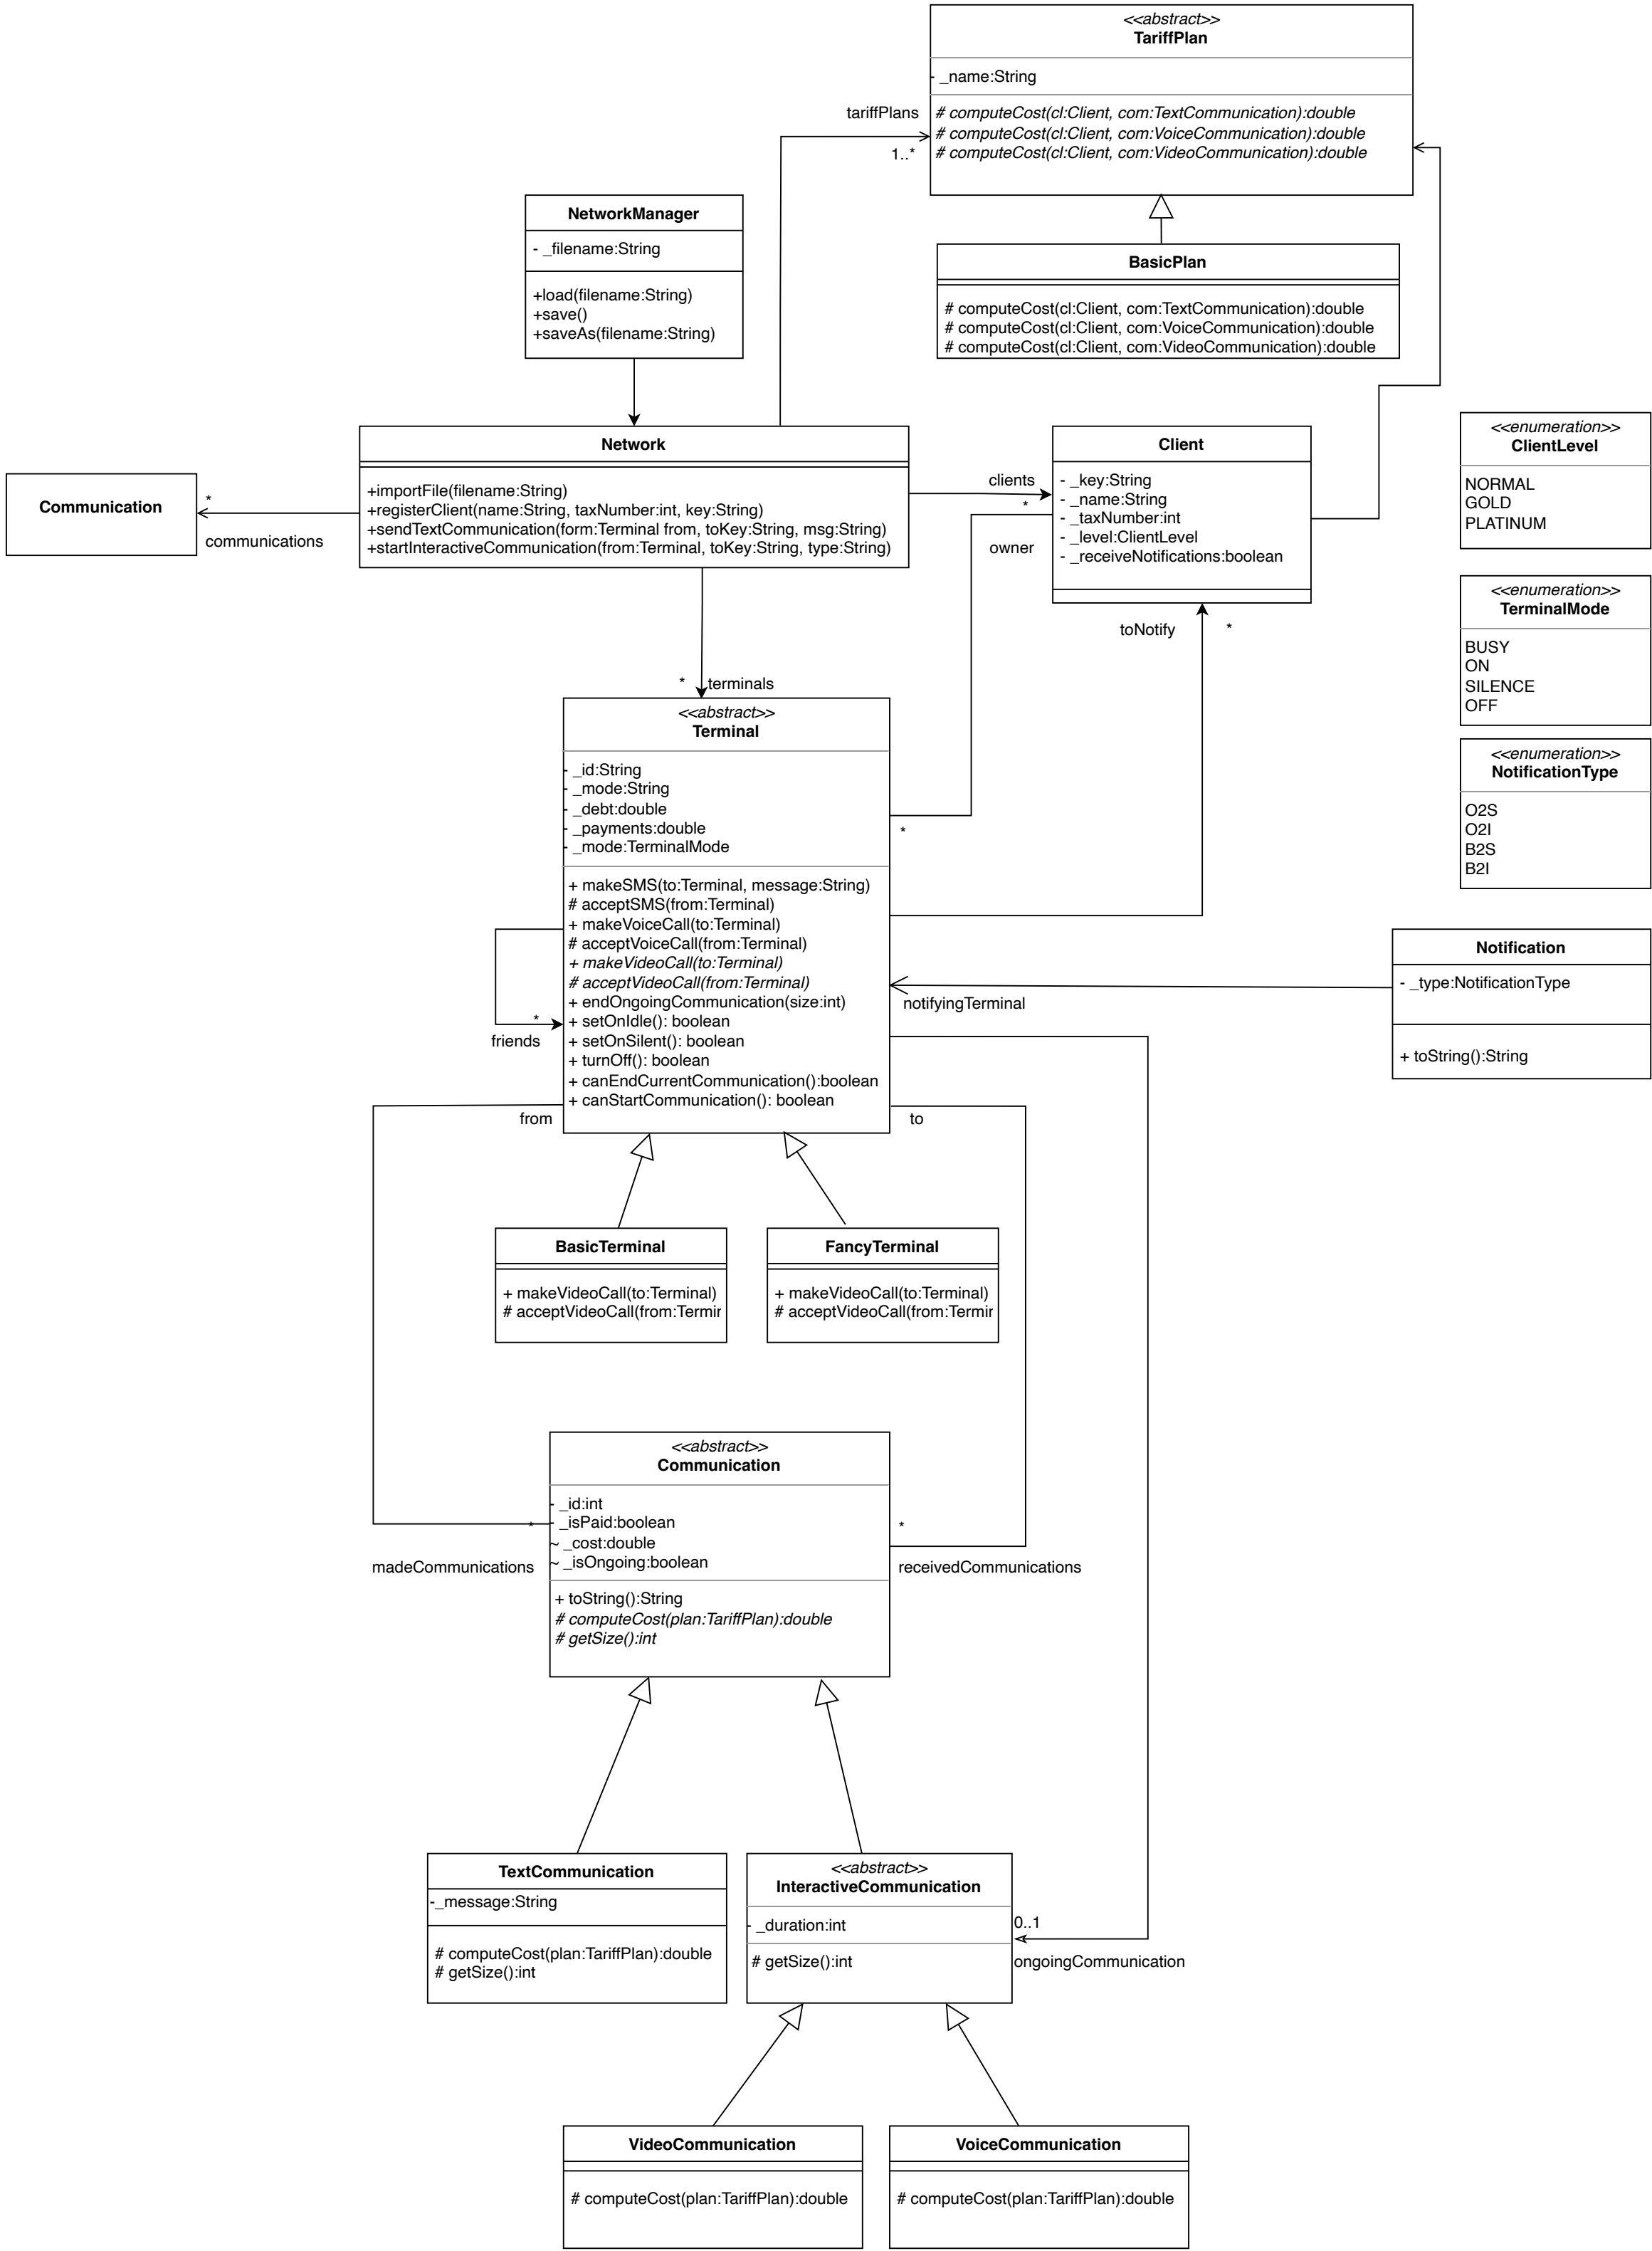 <<abstract>>
TariffPlan
- _name:String
# computeCost(cl:Client, com:TextCommunication):double
# computeCost(cl:Client, com:VoiceCommunication):double
# computeCost(cl:Client, com:VideoCommunication):double
tariffPlans
1..*
NetworkManager
- _filename:String
+load(filename:String)
+save()
+saveAs(filename:String)
BasicPlan
# computeCost(cl:Client, com:TextCommunication):double
# computeCost(cl:Client, com:VoiceCommunication):double
# computeCost(cl:Client, com:VideoCommunication):double
Communication
*
communications
Network
+importFile(filename:String)
+registerClient(name:String, taxNumber:int, key:String)
+sendTextCommunication(form:Terminal from, toKey:String, msg:String)
+startInteractiveCommunication(from:Terminal, toKey:String, type:String)
clients
*
owner
Client
- _key:String
- _name:String
- _taxNumber:int
- _level:ClientLevel
- _receiveNotifications:boolean
<<enumeration>>
ClientLevel
NORMAL
GOLD
PLATINUM
<<enumeration>>
TerminalMode
BUSY
ON
SILENCE
OFF
<<enumeration>>
NotificationType
O2S
O2I
B2S
B2I
toNotify
*
* terminals
<<abstract>>
Terminal
- _id:String
- _mode:String
- _debt:double
- _payments:double
- _mode:TerminalMode
+ makeSMS(to:Terminal, message:String)
# acceptSMS(from:Terminal)
+ makeVoiceCall(to:Terminal)
# acceptVoiceCall(from:Terminal)
+ makeVideoCall(to:Terminal)
# acceptVideoCall(from:Terminal)
+ endOngoingCommunication(size:int)
+ setOnIdle(): boolean
+ setOnSilent(): boolean
+ turnOff(): boolean
+ canEndCurrentCommunication():boolean
+ canStartCommunication(): boolean
*
*
friends
notifyingTerminal
Notification
- _type:NotificationType
+ toString():String
from
to
BasicTerminal
+ makeVideoCall(to:Terminal)
# acceptVideoCall(from:Termir
FancyTerminal
+ makeVideoCall(to:Terminal)
# acceptVideoCall(from:Termir
<<abstract>>
Communication
- _id:int
- _isPaid:boolean
~ _cost:double
~ _isOngoing:boolean
+ toString():String
# computeCost(plan:TariffPlan):double
# getSize():int
*
madeCommunications
*
receivedCommunications
TextCommunication
-_message:String
# computeCost(plan:TariffPlan):double
# getSize():int
<<abstract>>
InteractiveCommunication
- _duration:int
# getSize():int
0..1
ongoingCommunication
VideoCommunication
# computeCost(plan:TariffPlan):double
VoiceCommunication
# computeCost(plan:TariffPlan):double